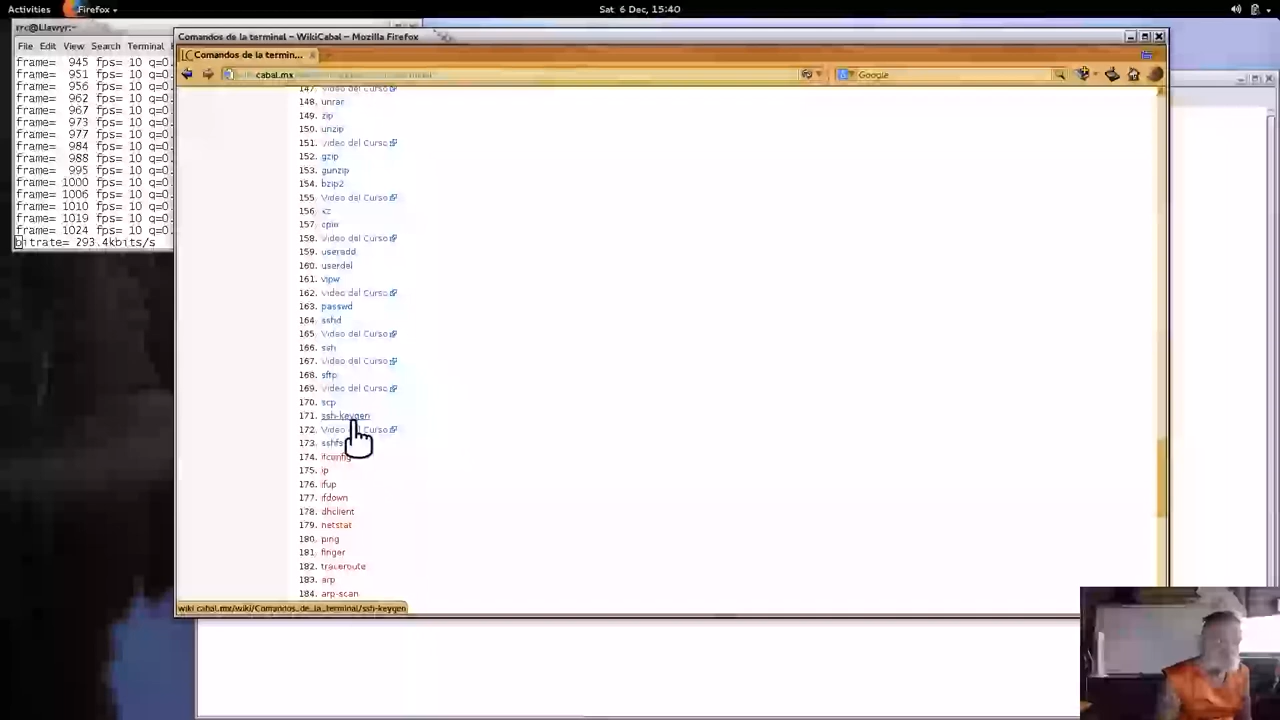 Activities
Firefox
Sat 6 Dec, 15:40
rrc@Llawyr:~
File Edit View Search Terminal
frame= 945 fps= 10 q=0.
frame= 951 fps= 10 q=0.
frame= 956 fps= 10 q=0.
frame= 962 fps= 10 q=0.
frame= 967 fps= 10 q=0.
frame= 973 fps= 10 q=0.
frame= 977 fps= 10 q=0.
frame= 984 fps= 10 q=0.
frame= 988 fps= 10 q=0.
frame= 995 fps= 10 q=0.
frame= 1000 fps= 10 q=0.
frame= 1006 fps= 10 q=0.
frame= 1010 fps= 10 q=0.
frame= 1019 fps= 10 q=0.
frame= 1024 fps= 10 q=0.
bitrate= 293.4kbits/s
Comandos de la terminal - WikiCabal - Mozilla Firefox
Comandos de la termin...
cabal.mx
Google
147. Video del Curso
148. unrar
149. zip
150. unzip
151. Video del Curso
152. gzip
153. gunzip
154. bzip2
155. Video del Curso
156. xz
157. cpio
158. Video del Curso
159. useradd
160. userdel
161. vipw
162. Video del Curso
163. passwd
164. sshd
165. Video del Curso
166. ssh
167. Video del Curso
168. sftp
169. Video del Curso
170. scp
171. ssh-keygen
172. Video del Curso
173. sshfs
174. ifconfig
175. ip
176. ifup
177. ifdown
178. dhclient
179. netstat
180. ping
181. finger
182. traceroute
183. arp
184. arp-scan
wiki.cabal.mx/wiki/Comandos_de_la_terminal/ssh-keygen